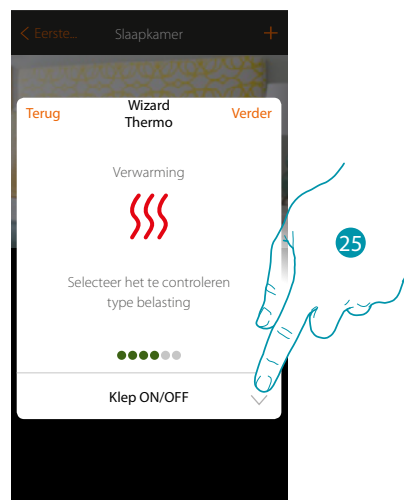 Eerste...
Slaapkamer
Terug
Wizard
Thermo
Verder
Verwarming
Selecteer het te controleren
type belasting
Klep ON/OFF
25